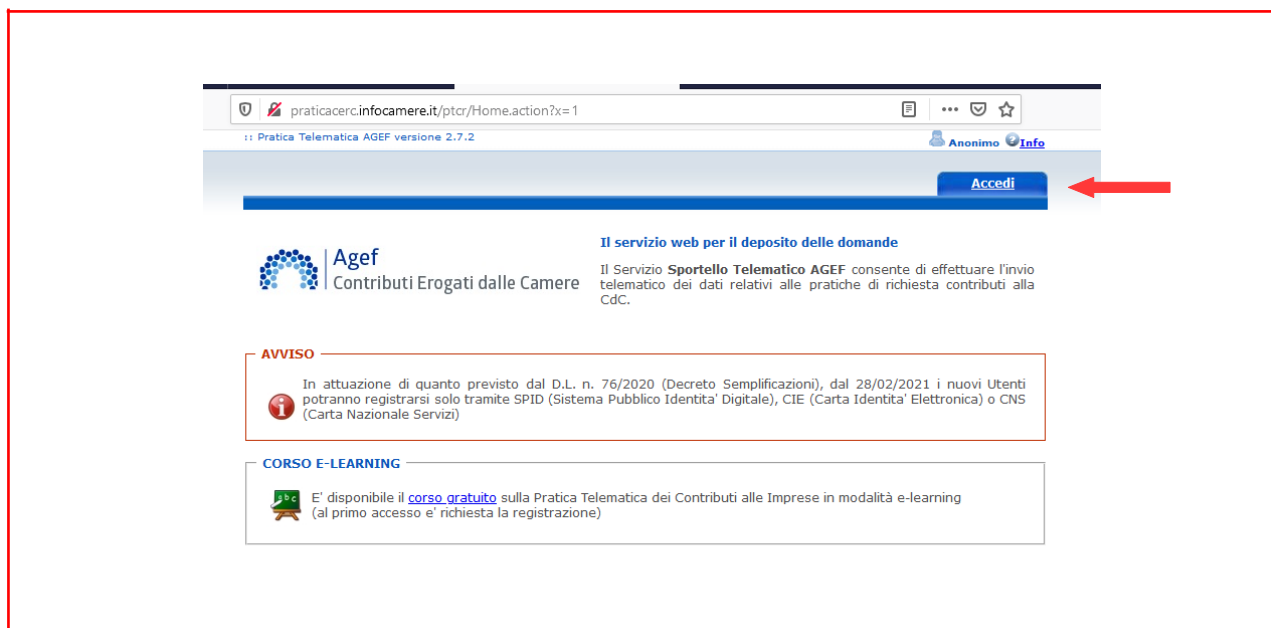 praticacerc.infocamere.it/ptcr/Home.action?x=1
:: Pratica Telematica AGEF versione 2.7.2
Anonimo Info
Accedi
Agef
Contributi Erogati dalle Camere
Il servizio web per il deposito delle domande
Il Servizio Sportello Telematico AGEF consente di effettuare l'invio
telematico dei dati relativi alle pratiche di richiesta contributi alla
CdC.
AVVISO
In attuazione di quanto previsto dal D.L. n. 76/2020 (Decreto Semplificazioni), dal 28/02/2021 i nuovi Utenti
potranno registrarsi solo tramite SPID (Sistema Pubblico Identita' Digitale), CIE (Carta Identita' Elettronica) o CNS
(Carta Nazionale Servizi)
CORSO E-LEARNING
abc
E' disponibile il corso gratuito sulla Pratica Telematica dei Contributi alle Imprese in modalità e-learning
(al primo accesso e' richiesta la registrazione)